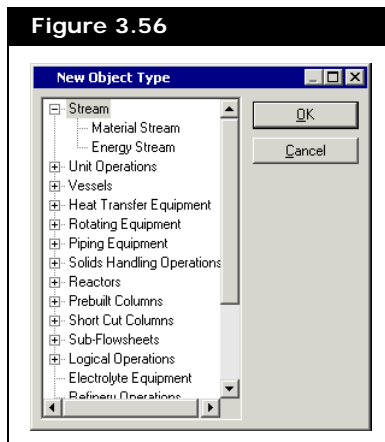 Figure 3.56
New Object Type
Stream
Material Stream
Energy Stream
Unit Operations
Vessels
Heat Transfer Equipment
Rotating Equipment
Piping Equipment
Solids Handling Operations
Reactors
Prebuilt Columns
Short Cut Columns
Sub-Flowsheets
Logical Operations
Electrolyte Equipment
Refinery Operations
OK
Cancel